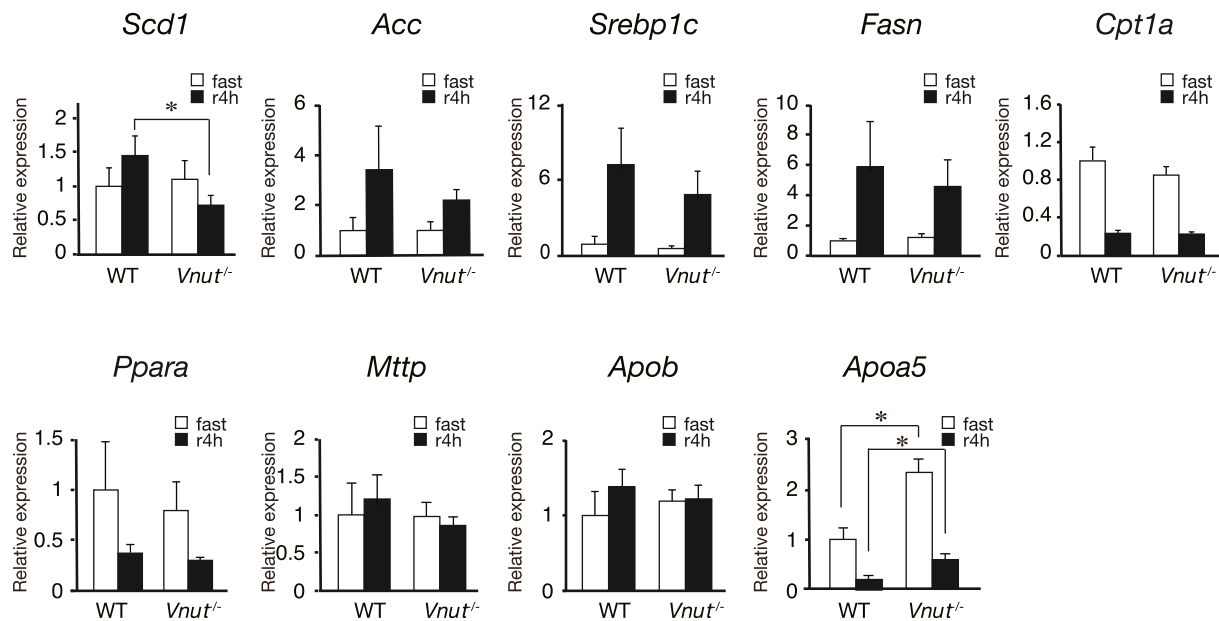 Scd1
Acc
Srebp1c
Fasn
Cpt1a
fast
r4h
Relative expression
2
1.5
1
0.5
0
*
WT
Vnut-/-
fast
r4h
Relative expression
6
4
2
0
WT
Vnut-/-
fast
r4h
Relative expression
12
6
0
WT
Vnut-/-
fast
r4h
Relative expression
10
8
6
4
2
0
WT
Vnut-/-
fast
r4h
Relative expression
1.6
1.2
0.8
0.4
0
WT
Vnut-/-
Ppara
Mttp
Apob
Apoa5
fast
r4h
Relative expression
1.5
1
0.5
0
WT
Vnut-/-
fast
r4h
Relative expression
2
1.5
1
0.5
0
WT
Vnut-/-
fast
r4h
Relative expression
2
1
0
WT
Vnut-/-
fast
r4h
Relative expression
3
2
1
0
*
*
WT
Vnut-/-